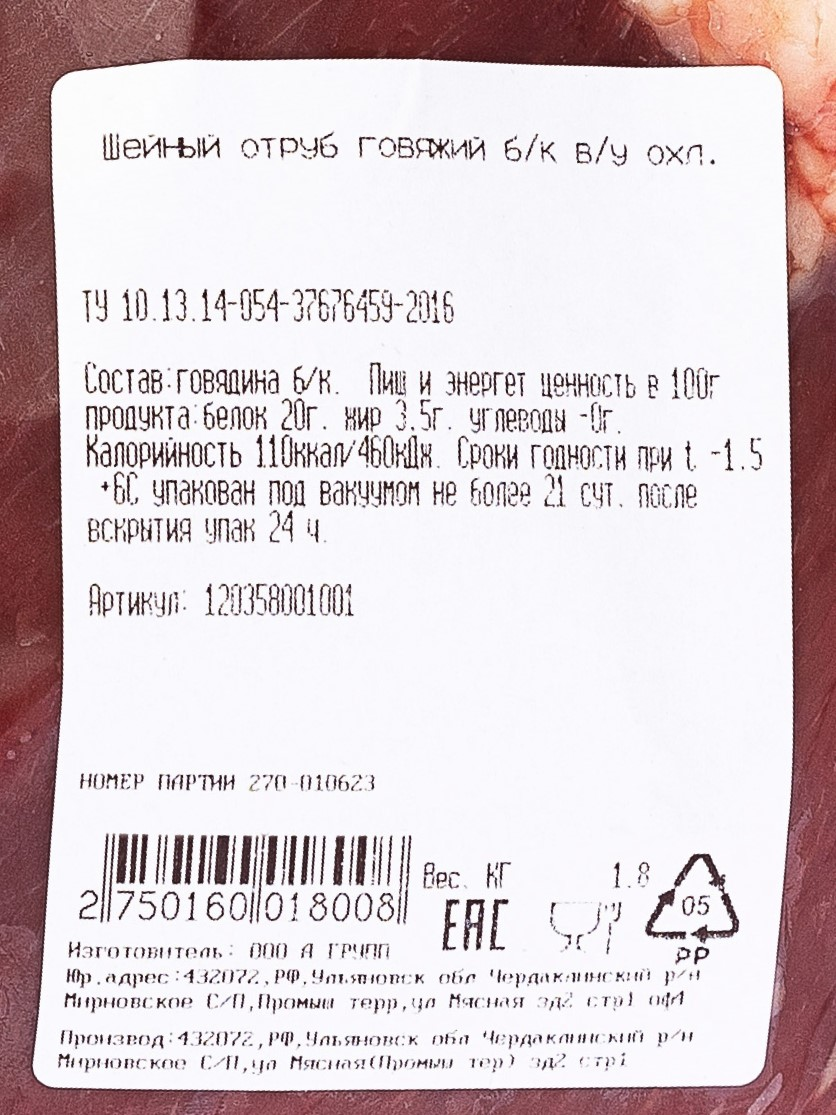 Шейный отруб говяжий б/к в/у охл.
ТУ 10.13.14-054-37676459-2016
Состав:говядина б/к. Пищ и энергет ценность в 100г
продукта:белок 20г. жир 3.5г. углеводы -0г.
Калорийность 110ккал/460кДж. Сроки годности при t -1.5
+6С упакован под вакуумом не более 21 сут. после
вскрытия упак 24 ч.
Артикул: 120358001001
НОМЕР ПАРТИИ 270-010623
Вес. КГ 1.8
2 750160 018008
EAC
05
PP
Изготовитель: ООО А ГРУПП
Юр.адрес:432072,РФ,Ульяновск обл Чердаклинский р/н
Мирновское С/П,Промыш терр,ул Мясная зд2 стр1 оф4
Производ:432072,РФ,Ульяновск обл Чердаклинский р/н
Мирновское С/П,ул Мясная(Промыш тер) зд2 стр1